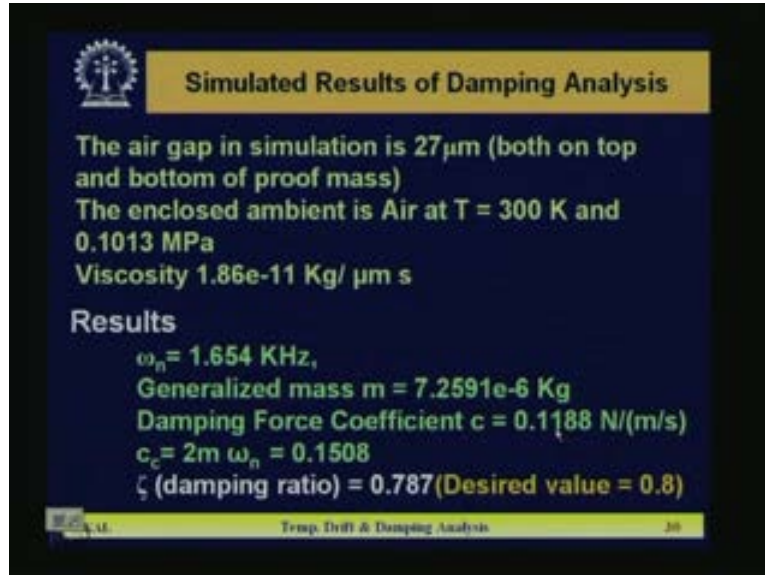 Simulated Results of Damping Analysis
The air gap in simulation is 27μm (both on top
and bottom of proof mass)
The enclosed ambient is Air at T = 300 K and
0.1013 MPa
Viscosity 1.86e-11 Kg/ μm s
Results
ωn= 1.654 KHz,
Generalized mass m = 7.2591e-6 Kg
Damping Force Coefficient c = 0.1188 N/(m/s)
cc= 2m ωn = 0.1508
ζ (damping ratio) = 0.787(Desired value = 0.8)
Temp. Drift & Damping Analysis